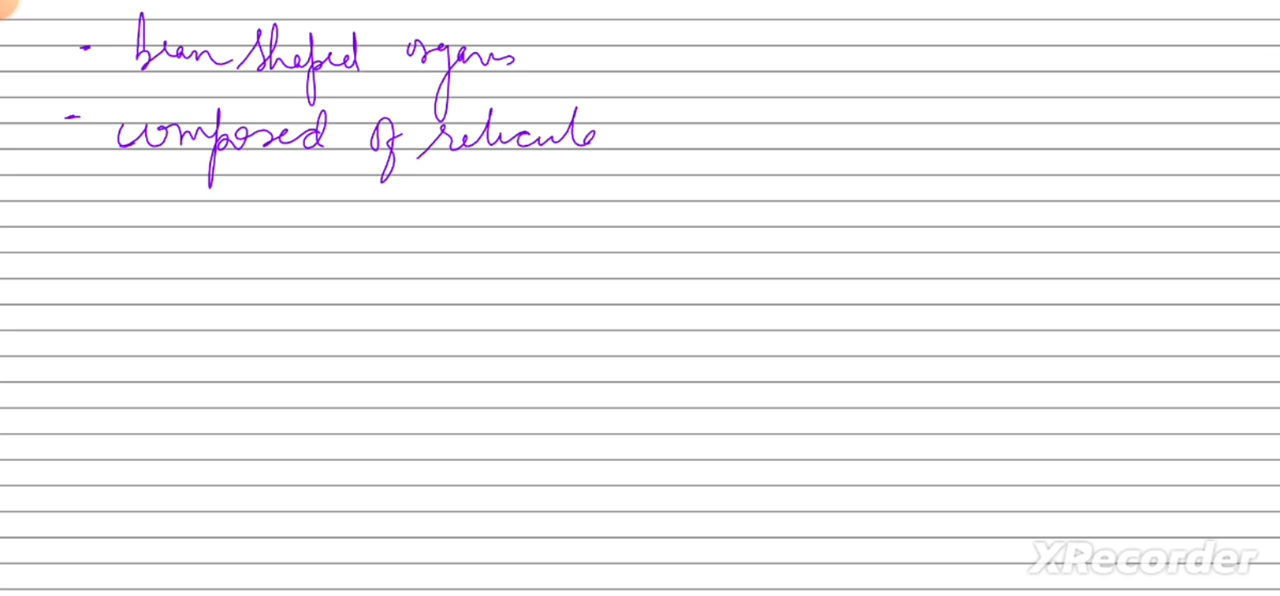 - bean shaped organs
- composed of reticule
XRecorder